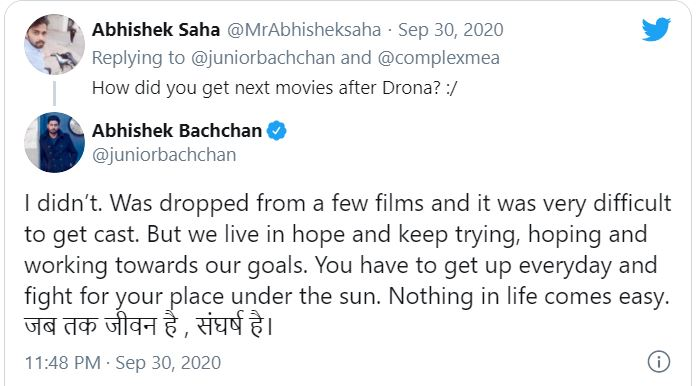 Abhishek Saha @MrAbhisheksaha · Sep 30, 2020
Replying to @juniorbachchan and @complexmea
How did you get next movies after Drona? :/
Abhishek Bachchan
@juniorbachchan
I didn’t. Was dropped from a few films and it was very difficult
to get cast. But we live in hope and keep trying, hoping and
working towards our goals. You have to get up everyday and
fight for your place under the sun. Nothing in life comes easy.
जब तक जीवन है , संघर्ष है।
11:48 PM · Sep 30, 2020